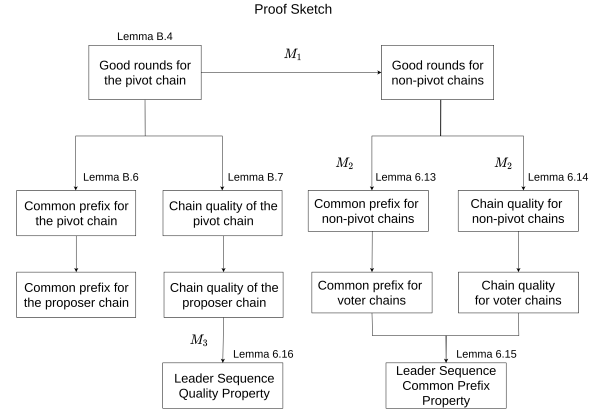 Proof Sketch
Lemma B.4
Good rounds for
the pivot chain
M1
Good rounds for
non-pivot chains
Lemma B.6
Common prefix for
the pivot chain
Lemma B.7
Chain quality of the
pivot chain
M2
Lemma 6.13
Common prefix for
non-pivot chains
M2
Lemma 6.14
Chain quality for
non-pivot chains
Common prefix for
the proposer chain
Chain quality of the
proposer chain
Common prefix for
voter chains
Chain quality
for voter chains
M3
Lemma 6.16
Leader Sequence
Quality Property
Lemma 6.15
Leader Sequence
Common Prefix
Property